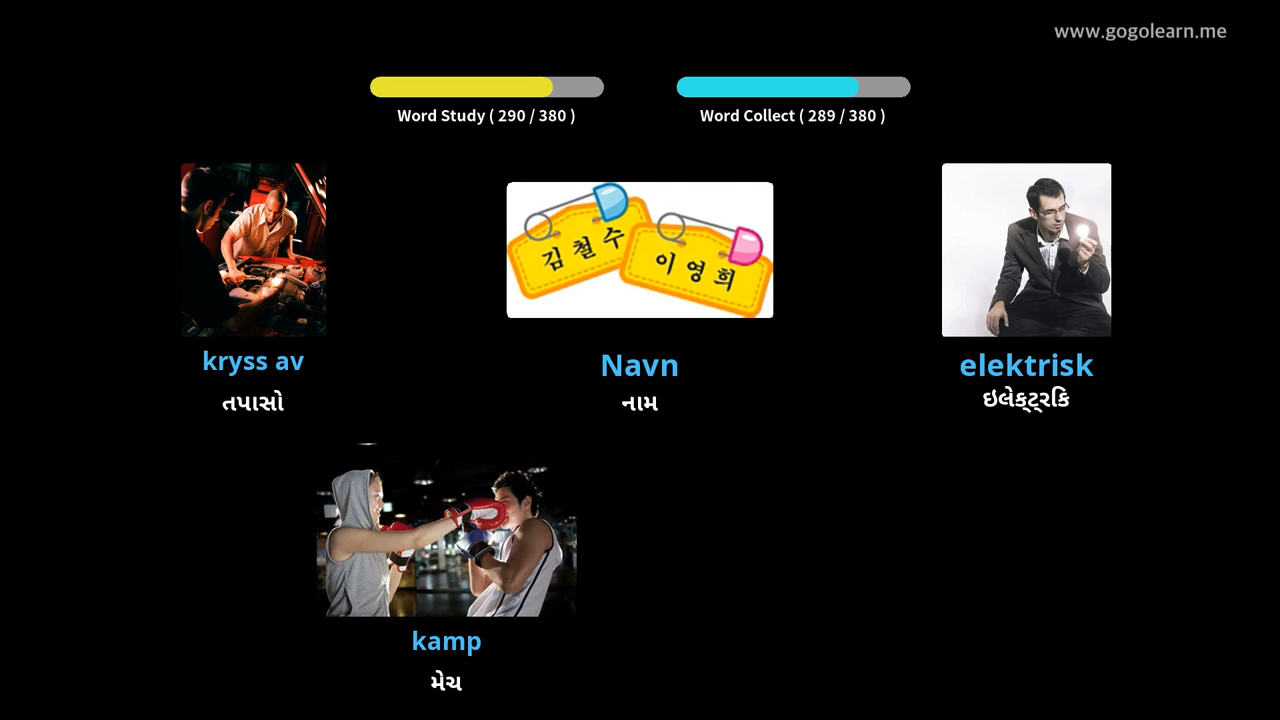 www.gogolearn.me
Word Study ( 290 / 380 )
Word Collect ( 289 / 380 )
김철수
이영희
kryss av
Navn
elektrisk
તપાસો
નામ
ઇલેક્ટ્રકિ
kamp
મેચ